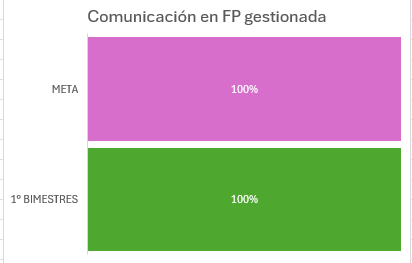 Comunicación en FP gestionada
META
100%
1º BIMESTRES
100%